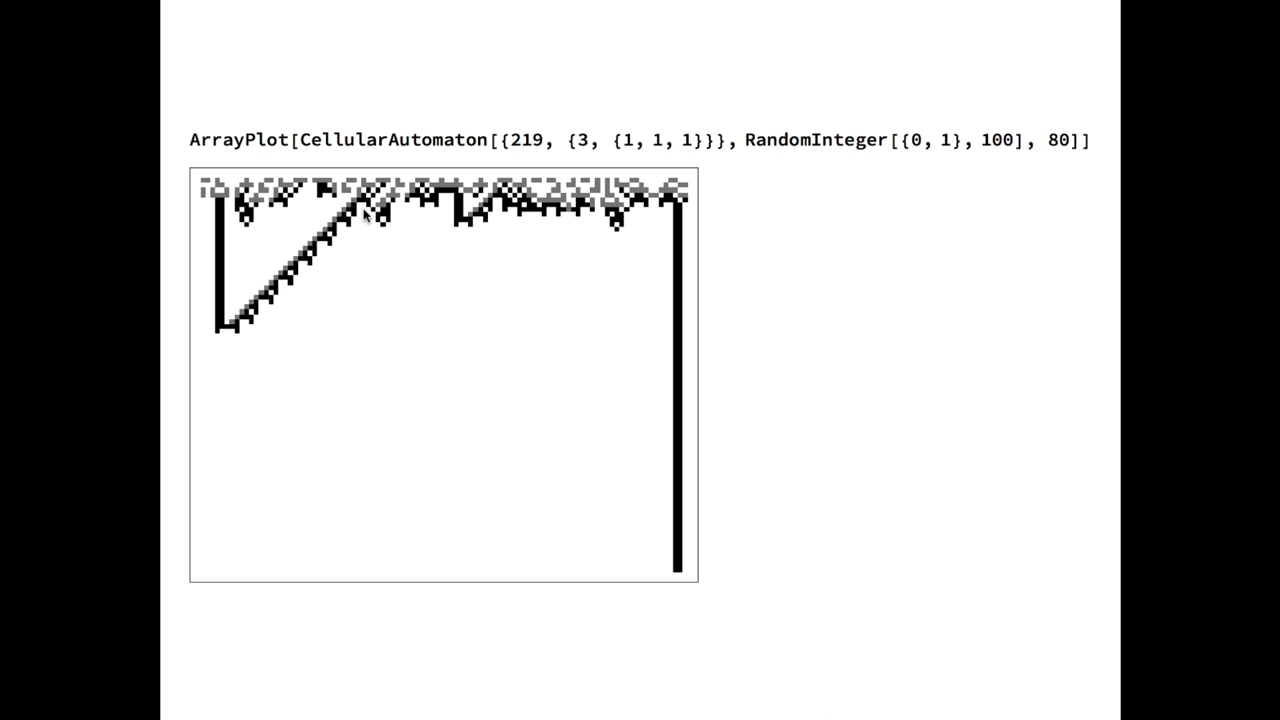 ArrayPlot[CellularAutomaton[{219, {3, {1, 1, 1}}}, RandomInteger[{0, 1}, 100], 80]]